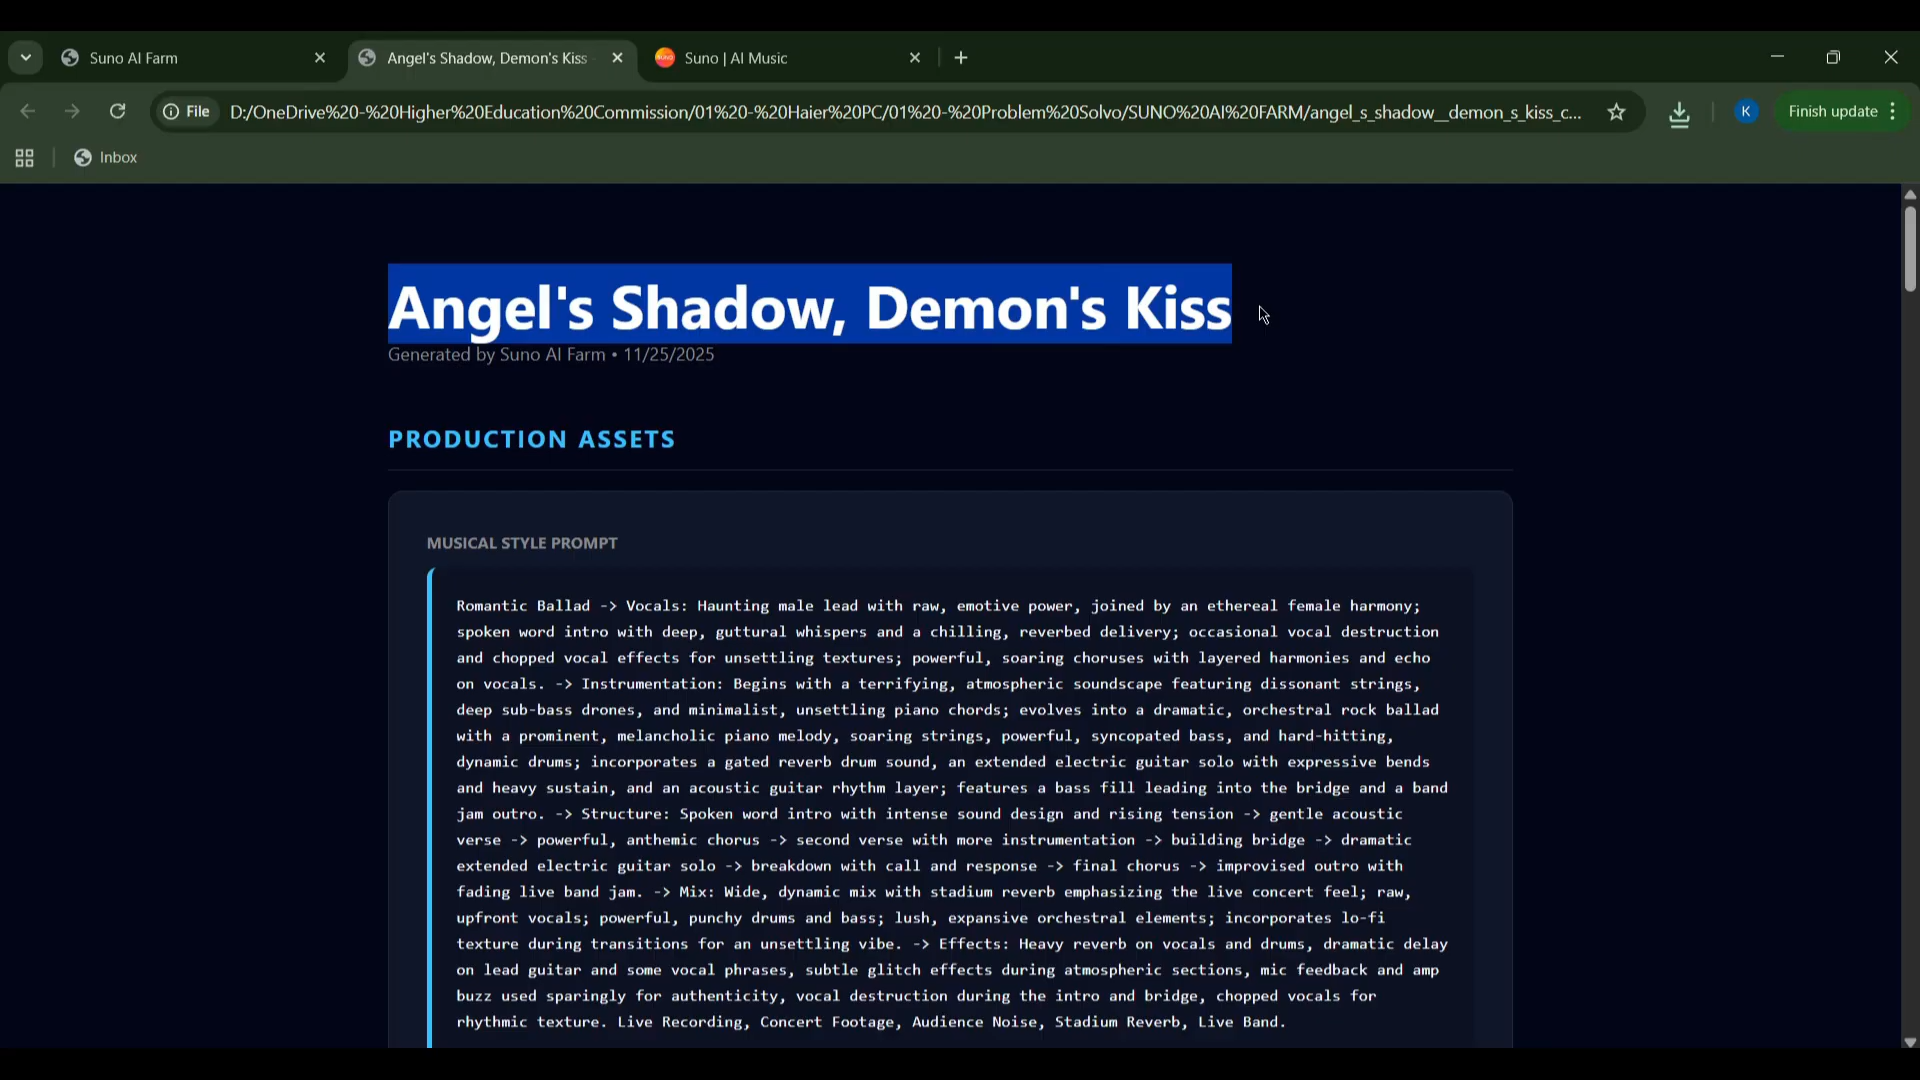 Suno AI Farm
Angel's Shadow, Demon's Kiss
Suno | AI Music
File
D:/OneDrive%20-%20Higher%20Education%20Commission/01%20-%20Haier%20PC/01%20-%20Problem%20Solvo/SUNO%20AI%20FARM/angel_s_shadow__demon_s_kiss_c...
K
Finish update
Inbox
Angel's Shadow, Demon's Kiss
Generated by Suno AI Farm • 11/25/2025
PRODUCTION ASSETS
MUSICAL STYLE PROMPT
Romantic Ballad -> Vocals: Haunting male lead with raw, emotive power, joined by an ethereal female harmony;
spoken word intro with deep, guttural whispers and a chilling, reverbed delivery; occasional vocal destruction
and chopped vocal effects for unsettling textures; powerful, soaring choruses with layered harmonies and echo
on vocals. -> Instrumentation: Begins with a terrifying, atmospheric soundscape featuring dissonant strings,
deep sub-bass drones, and minimalist, unsettling piano chords; evolves into a dramatic, orchestral rock ballad
with a prominent, melancholic piano melody, soaring strings, powerful, syncopated bass, and hard-hitting,
dynamic drums; incorporates a gated reverb drum sound, an extended electric guitar solo with expressive bends
and heavy sustain, and an acoustic guitar rhythm layer; features a bass fill leading into the bridge and a band
jam outro. -> Structure: Spoken word intro with intense sound design and rising tension -> gentle acoustic
verse -> powerful, anthemic chorus -> second verse with more instrumentation -> building bridge -> dramatic
extended electric guitar solo -> breakdown with call and response -> final chorus -> improvised outro with
fading live band jam. -> Mix: Wide, dynamic mix with stadium reverb emphasizing the live concert feel; raw,
upfront vocals; powerful, punchy drums and bass; lush, expansive orchestral elements; incorporates lo-fi
texture during transitions for an unsettling vibe. -> Effects: Heavy reverb on vocals and drums, dramatic delay
on lead guitar and some vocal phrases, subtle glitch effects during atmospheric sections, mic feedback and amp
buzz used sparingly for authenticity, vocal destruction during the intro and bridge, chopped vocals for
rhythmic texture. Live Recording, Concert Footage, Audience Noise, Stadium Reverb, Live Band.